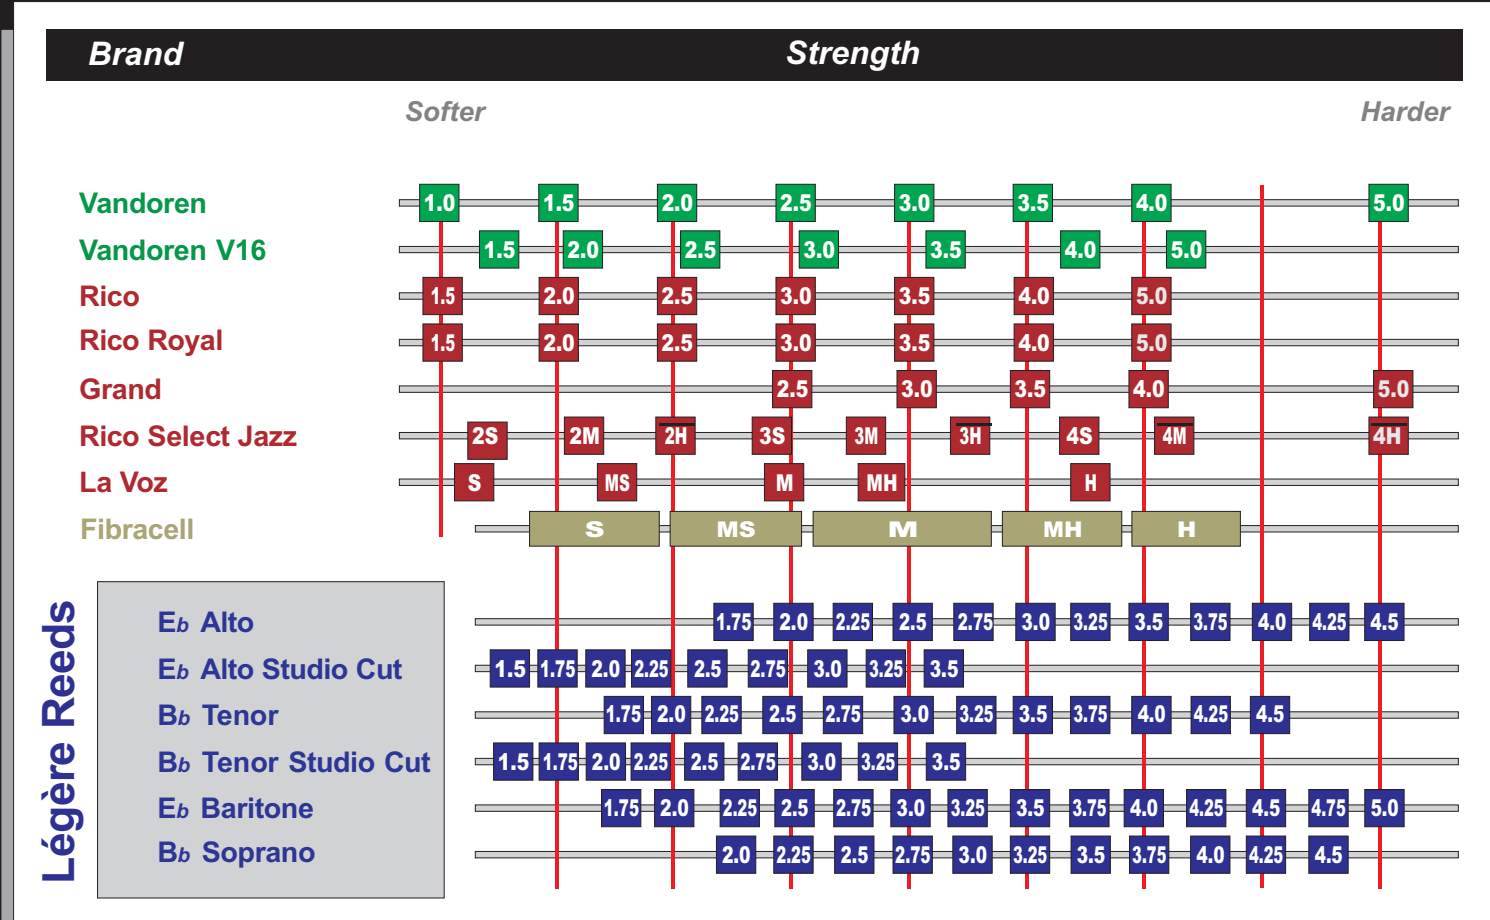 Brand Strength
Softer Harder
Vandoren 1.0 1.5 2.0 2.5 3.0 3.5 4.0 5.0
Vandoren V16 1.5 2.0 2.5 3.0 3.5 4.0 5.0
Rico 1.5 2.0 2.5 3.0 3.5 4.0 5.0
Rico Royal 1.5 2.0 2.5 3.0 3.5 4.0 5.0
Grand 2.5 3.0 3.5 4.0 5.0
Rico Select Jazz 2S 2M 2H 3S 3M 3H 4S 4M 4H
La Voz S MS M MH H
Fibracell S MS M MH H
Légère Reeds
Eb Alto 1.75 2.0 2.25 2.5 2.75 3.0 3.25 3.5 3.75 4.0 4.25 4.5
Eb Alto Studio Cut 1.5 1.75 2.0 2.25 2.5 2.75 3.0 3.25 3.5
Bb Tenor 1.75 2.0 2.25 2.5 2.75 3.0 3.25 3.5 3.75 4.0 4.25 4.5
Bb Tenor Studio Cut 1.5 1.75 2.0 2.25 2.5 2.75 3.0 3.25 3.5
Eb Baritone 1.75 2.0 2.25 2.5 2.75 3.0 3.25 3.5 3.75 4.0 4.25 4.5 4.75 5.0
Bb Soprano 2.0 2.25 2.5 2.75 3.0 3.25 3.5 3.75 4.0 4.25 4.5